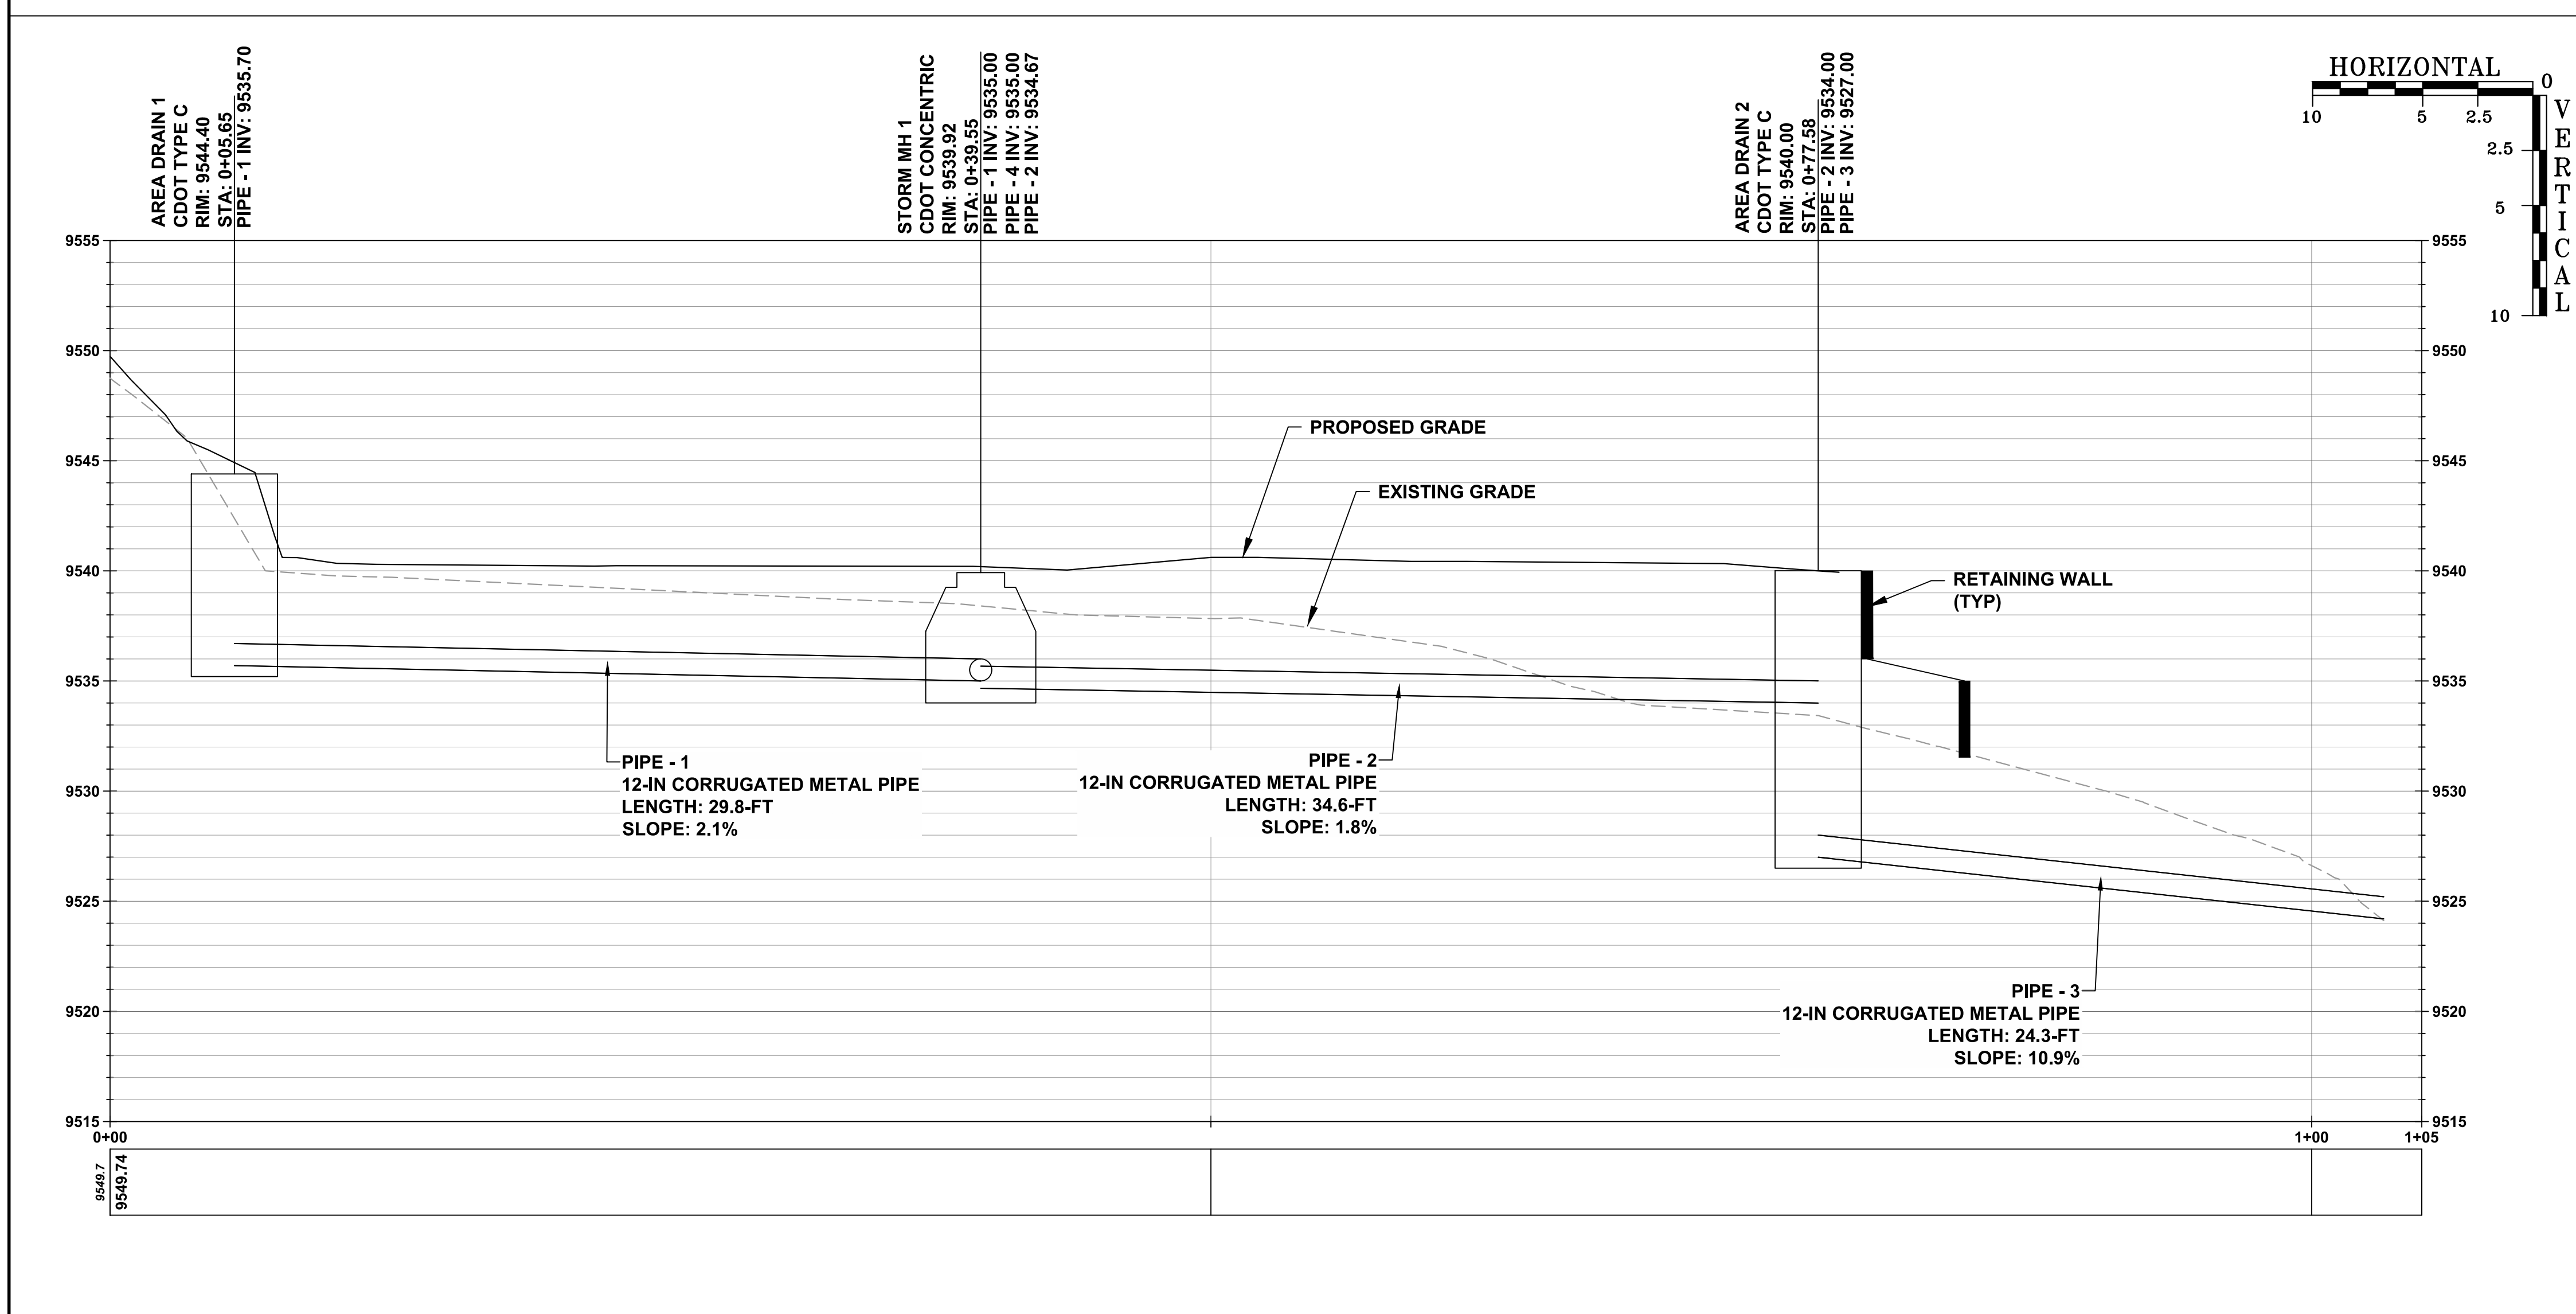 AREA DRAIN 1
CDOT TYPE C
RIM: 9544.40
STA: 0+05.65
PIPE - 1 INV: 9535.70
STORM MH 1
CDOT CONCENTRIC
RIM: 9539.92
STA: 0+39.55
PIPE - 1 INV: 9535.00
PIPE - 4 INV: 9535.00
PIPE - 2 INV: 9534.67
AREA DRAIN 2
CDOT TYPE C
RIM: 9540.00
STA: 0+77.58
PIPE - 2 INV: 9534.00
PIPE - 3 INV: 9527.00
HORIZONTAL
0
10 5 2.5
VERTICAL
2.5
5
10
9555 9555
9550 9550
9545 9545
9540 9540
9535 9535
9530 9530
9525 9525
9520 9520
9515 9515
PROPOSED GRADE
EXISTING GRADE
RETAINING WALL
(TYP)
PIPE - 1
12-IN CORRUGATED METAL PIPE
LENGTH: 29.8-FT
SLOPE: 2.1%
PIPE - 2
12-IN CORRUGATED METAL PIPE
LENGTH: 34.6-FT
SLOPE: 1.8%
PIPE - 3
12-IN CORRUGATED METAL PIPE
LENGTH: 24.3-FT
SLOPE: 10.9%
0+00 1+00 1+05
9549.7
9549.74